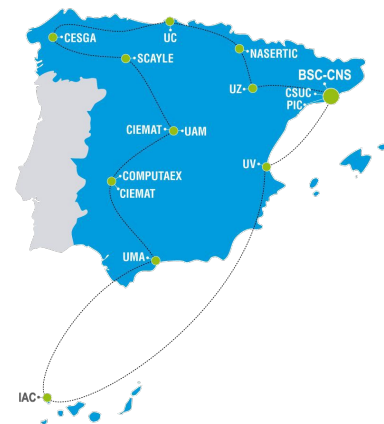 CESGA
UC
NASERTIC
SCAYLE
BSC-CNS
UZ
CSUC
PIC
CIEMAT UAM
UV
COMPUTAEX
CIEMAT
UMA
IAC